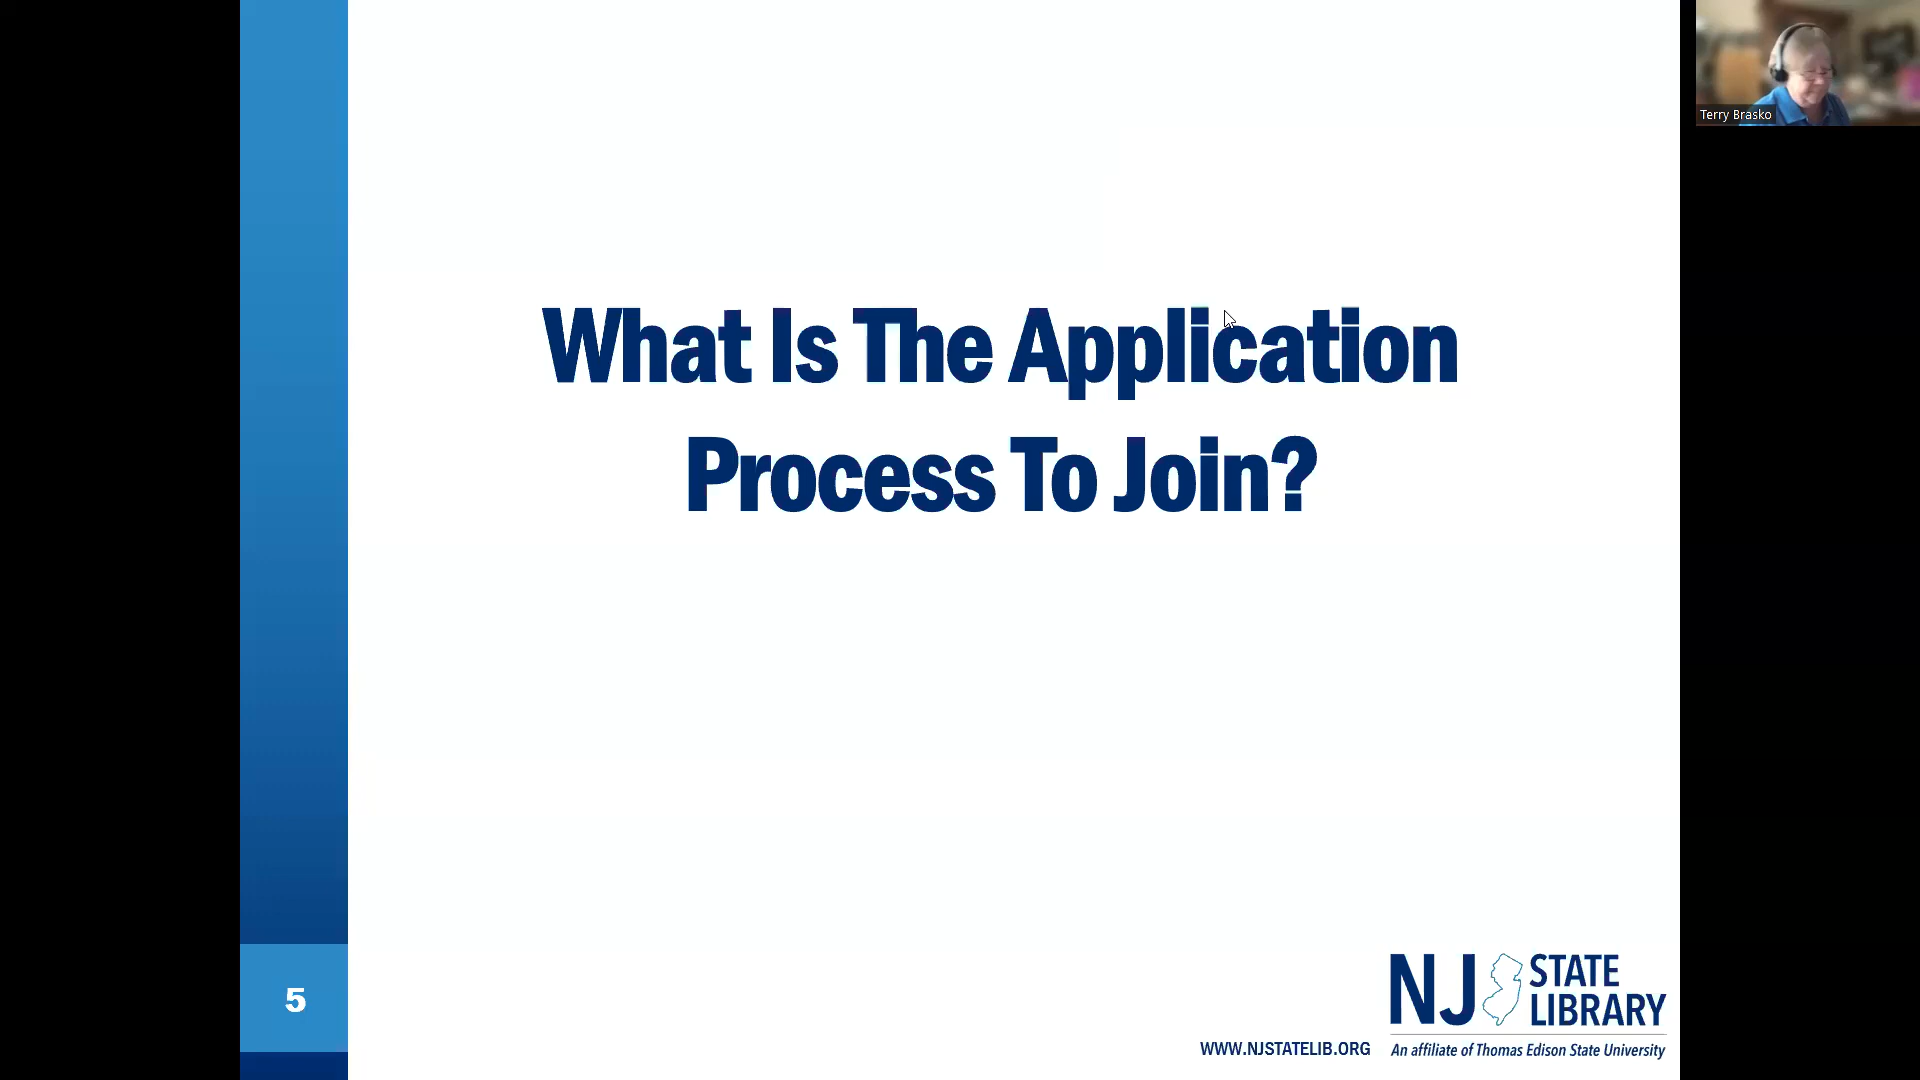 Terry Brasko
What Is The Application
Process To Join?
5
NJ STATE
LIBRARY
WWW.NJSTATELIB.ORG
An affiliate of Thomas Edison State University